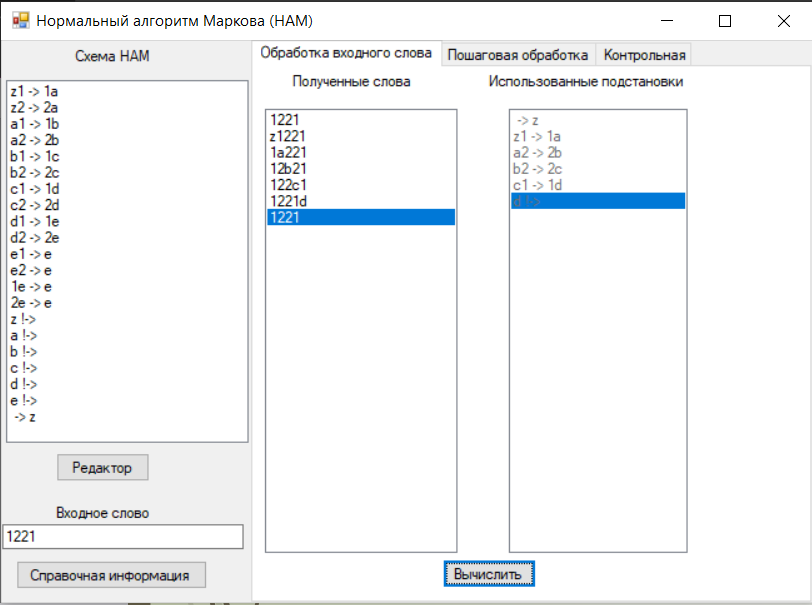 Нормальный алгоритм Маркова (НАМ)
Схема НАМ
z1 -> 1a
z2 -> 2a
a1 -> 1b
a2 -> 2b
b1 -> 1c
b2 -> 2c
c1 -> 1d
c2 -> 2d
d1 -> 1e
d2 -> 2e
e1 -> e
e2 -> e
1e -> e
2e -> e
z !->
a !->
b !->
c !->
d !->
e !->
-> z
Редактор
Входное слово
1221
Справочная информация
Обработка входного слова
Пошаговая обработка
Контрольная
Полученные слова
1221
z1221
1a221
12b21
122c1
1221d
1221
Использованные подстановки
-> z
z1 -> 1a
a2 -> 2b
b2 -> 2c
c1 -> 1d
d !->
Вычислить